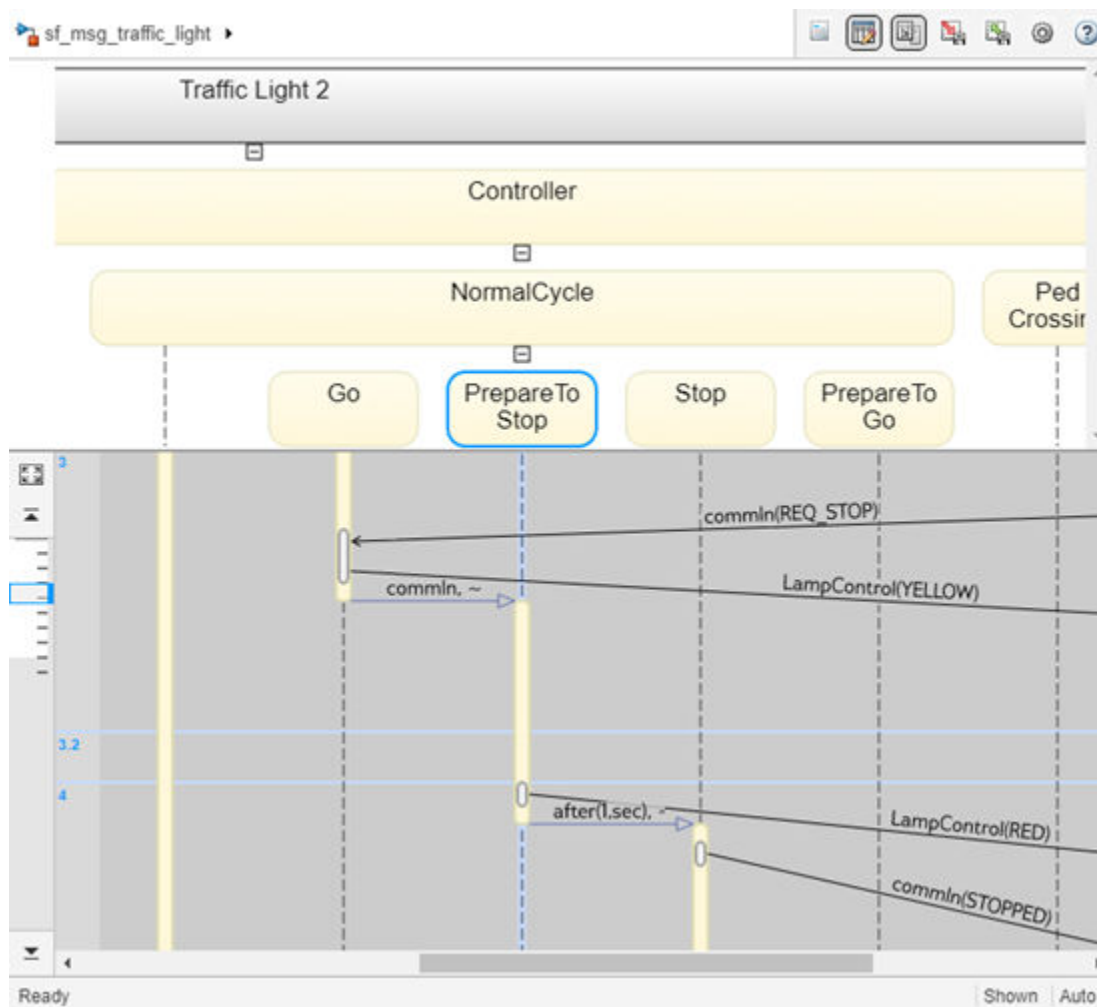 sf_msg_traffic_light
Traffic Light 2
Controller
NormalCycle
Ped
Crossin
Go
PrepareTo
Stop
Stop
PrepareTo
Go
3
commIn(REQ_STOP)
LampControl(YELLOW)
commIn, ~
3.2
4
after(1,sec), ~
LampControl(RED)
commIn(STOPPED)
Ready
Shown
Auto